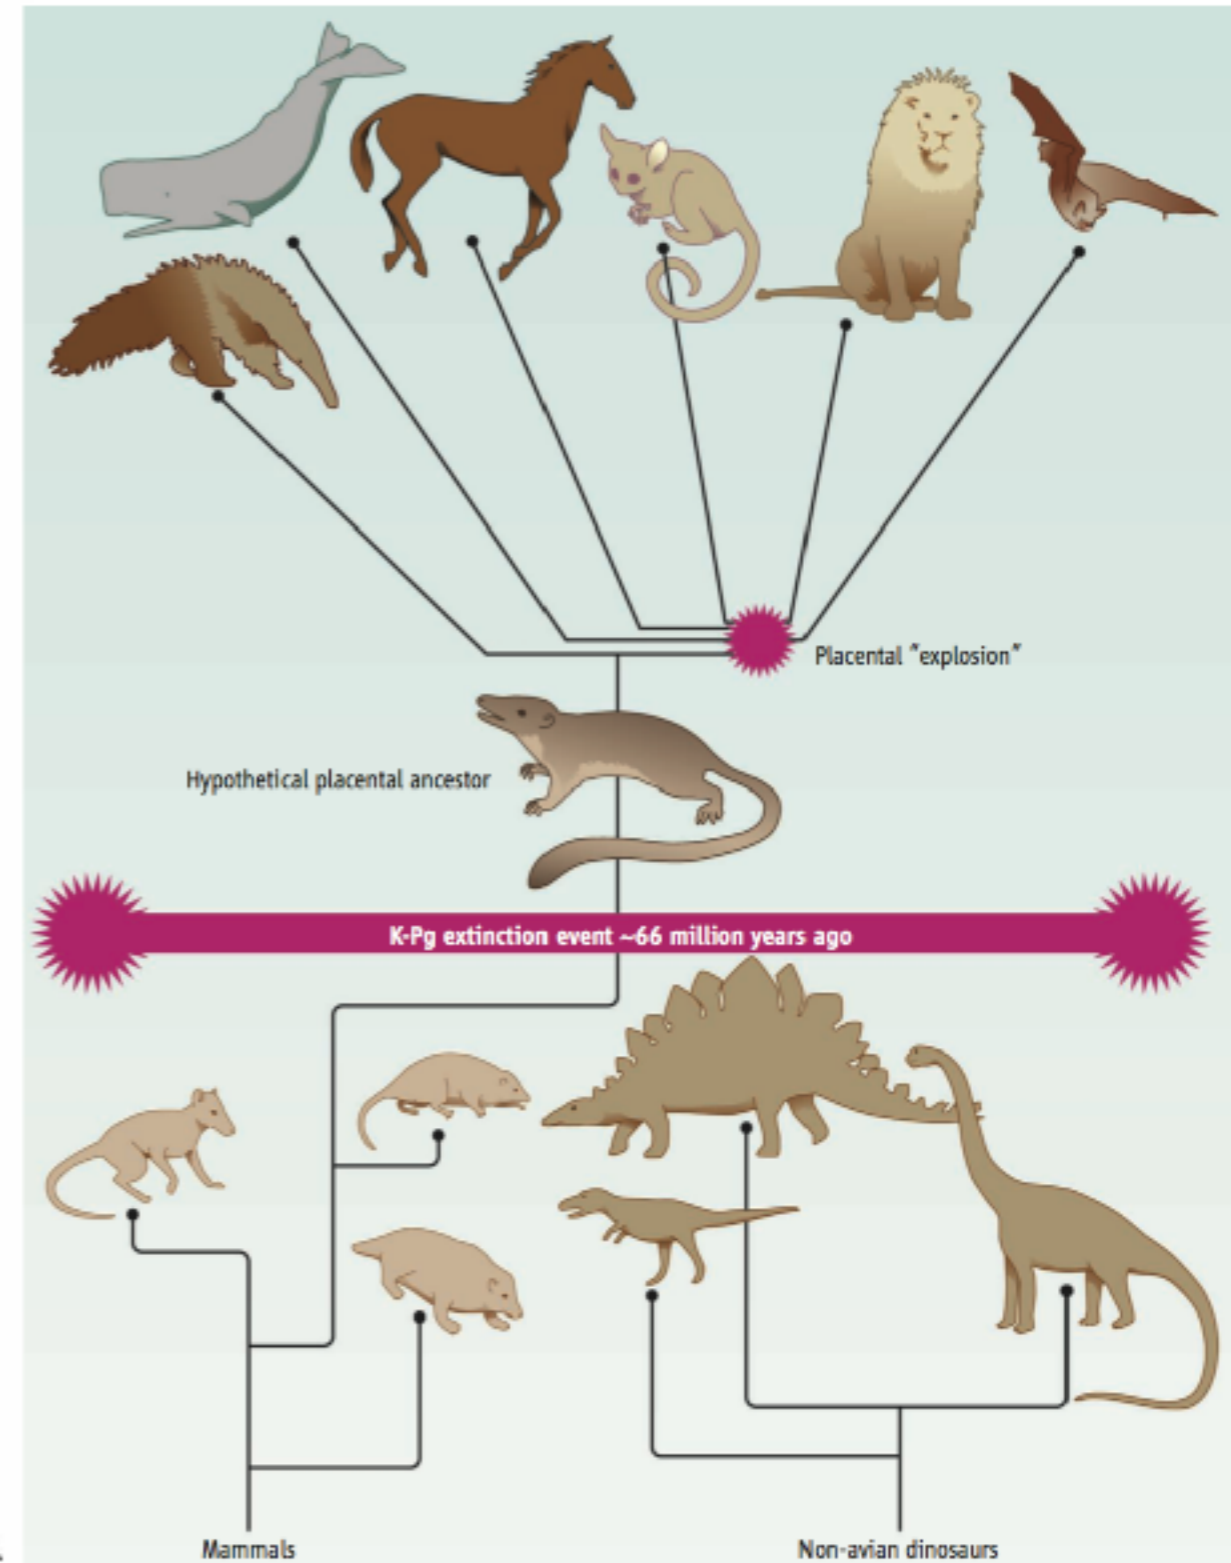 Placental "explosion"
Hypothetical placental ancestor
K-Pg extinction event ~66 million years ago
Mammals
Non-avian dinosaurs